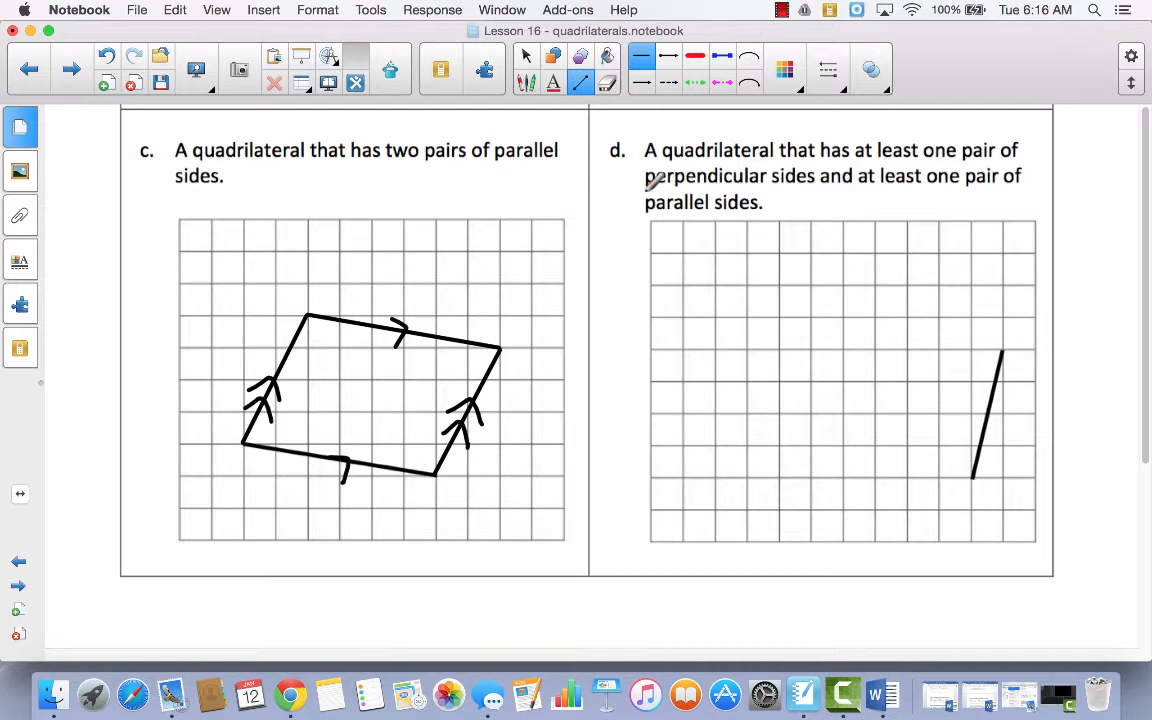 Notebook File Edit View Insert Format Tools Response Window Add-ons Help 100% Tue 6:16 AM
Lesson 16 - quadrilaterals.notebook
c. A quadrilateral that has two pairs of parallel
sides.
d. A quadrilateral that has at least one pair of
perpendicular sides and at least one pair of
parallel sides.
JAN
12